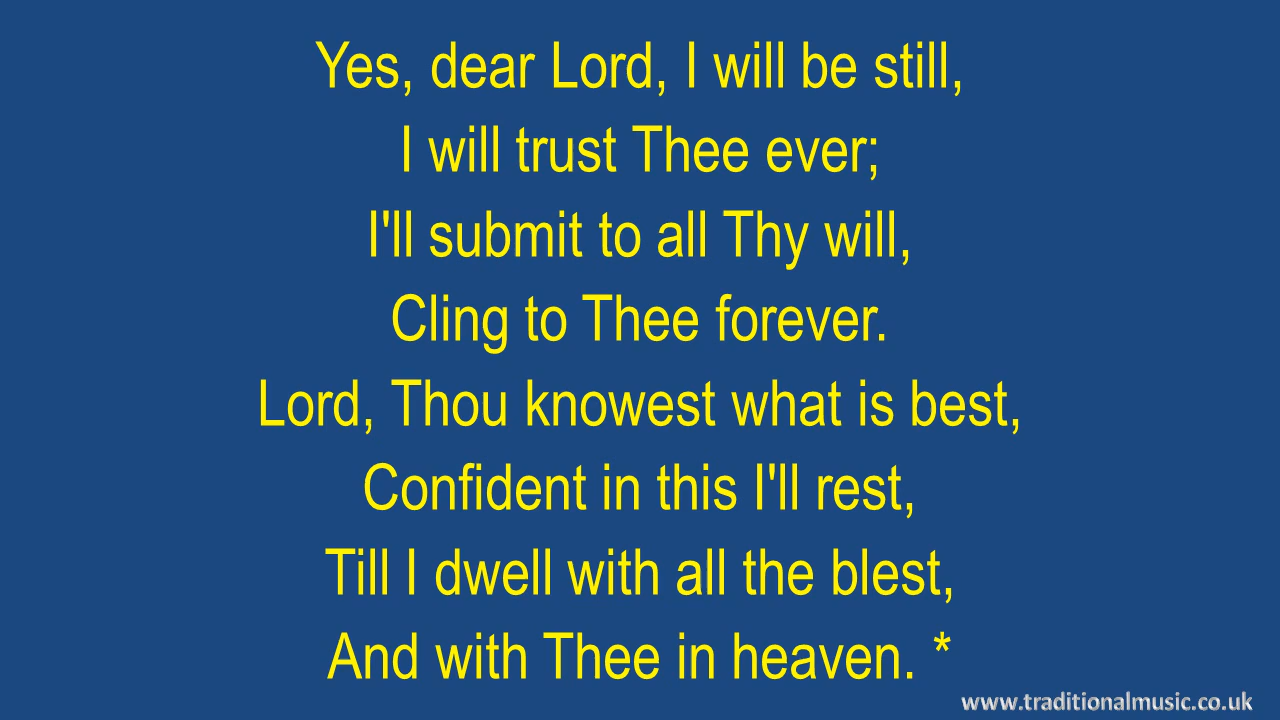 Yes, dear Lord, I will be still,
I will trust Thee ever;
I'll submit to all Thy will,
Cling to Thee forever.
Lord, Thou knowest what is best,
Confident in this I'll rest,
Till I dwell with all the blest,
And with Thee in heaven. *
www.traditionalmusic.co.uk